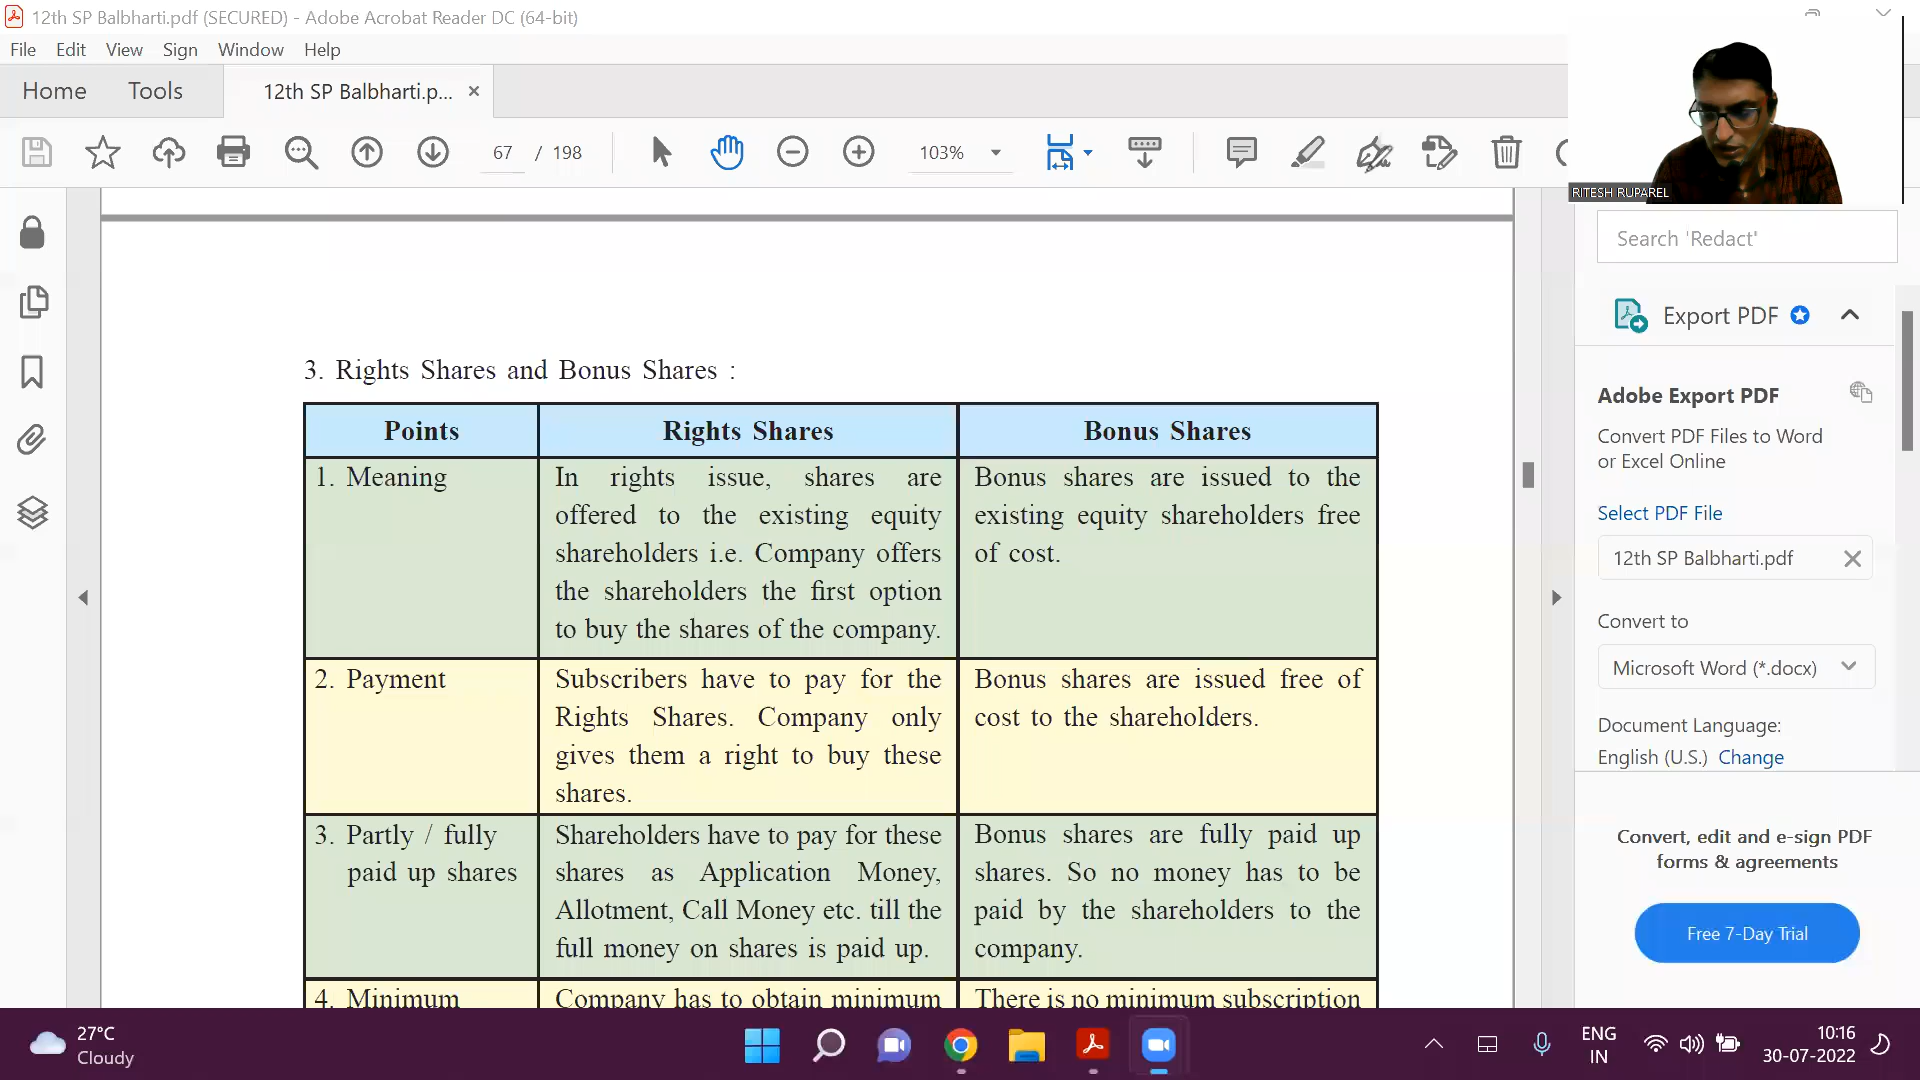 12th SP Balbharti.pdf (SECURED) - Adobe Acrobat Reader DC (64-bit)
File Edit View Sign Window Help
Home Tools 12th SP Balbharti.p... ×
67 / 198 103%
RITESH RUPAREL
Search 'Redact'
Export PDF
Adobe Export PDF
Convert PDF Files to Word
or Excel Online
Select PDF File
12th SP Balbharti.pdf
Convert to
Microsoft Word (*.docx)
Document Language:
English (U.S.) Change
Convert, edit and e-sign PDF
forms & agreements
Free 7-Day Trial
3. Rights Shares and Bonus Shares :
Points Rights Shares Bonus Shares
1. Meaning
In rights issue, shares are
offered to the existing equity
shareholders i.e. Company offers
the shareholders the first option
to buy the shares of the company.
Bonus shares are issued to the
existing equity shareholders free
of cost.
2. Payment
Subscribers have to pay for the
Rights Shares. Company only
gives them a right to buy these
shares.
Bonus shares are issued free of
cost to the shareholders.
3. Partly / fully
paid up shares
Shareholders have to pay for these
shares as Application Money,
Allotment, Call Money etc. till the
full money on shares is paid up.
Bonus shares are fully paid up
shares. So no money has to be
paid by the shareholders to the
company.
4. Minimum
Company has to obtain minimum
There is no minimum subscription
27°C
Cloudy
ENG
IN
10:16
30-07-2022